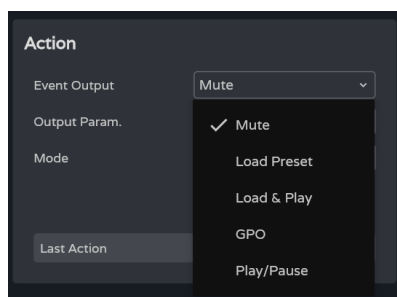 Action
Event Output
Mute
Output Param.
Mute
Mode
Load Preset
Load & Play
GPO
Last Action
Play/Pause